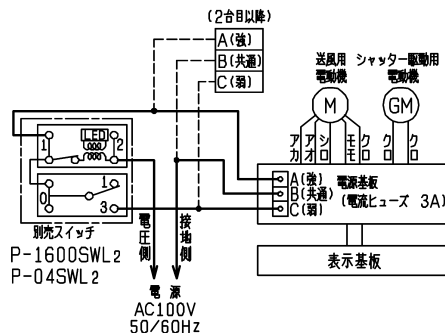 (2台目以降)
A(強)
B(共通)
C(弱)
送風用
電動機
シャッター駆動用
電動機
M
GM
アカ
アオ
シロ
モモ
クロ
クロ
クロ
LED
1
2
0
1
3
別売スイッチ
P-1600SWL2
P-04SWL2
電圧側
接地側
電源
AC100V
50/60Hz
A(強)
B(共通)
C(弱)
電源基板
(電流ヒューズ 3A)
表示基板